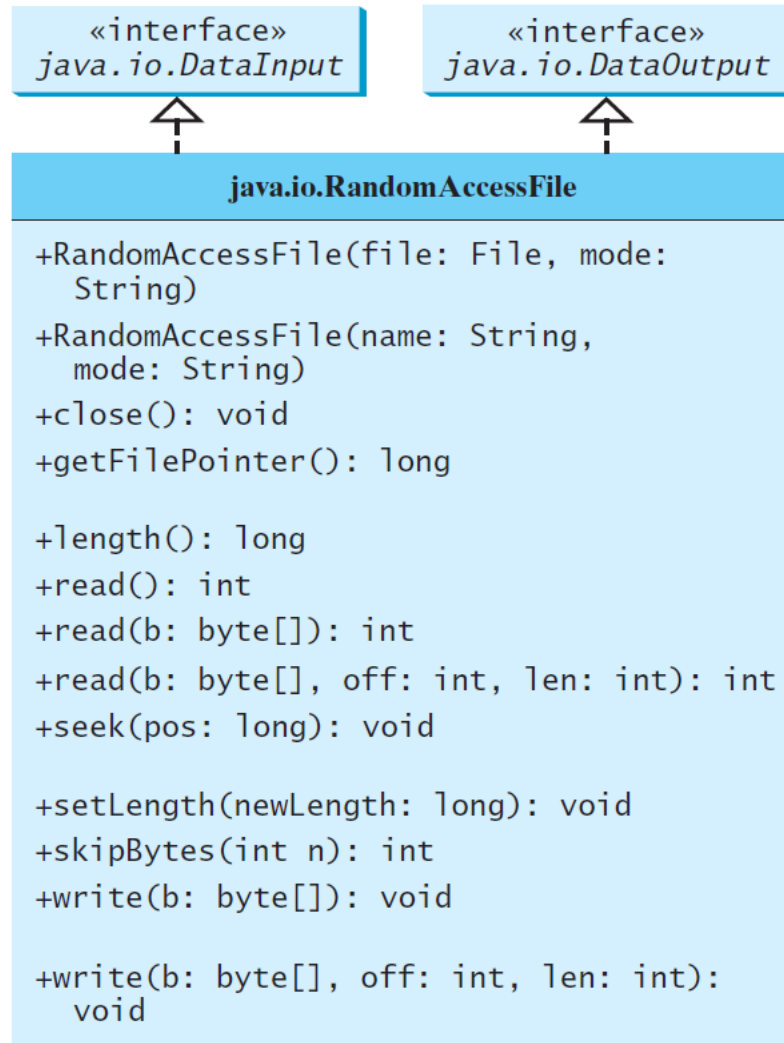 «interface»
java.io.DataInput
«interface»
java.io.DataOutput
java.io.RandomAccessFile
+RandomAccessFile(file: File, mode:
String)
+RandomAccessFile(name: String,
mode: String)
+close(): void
+getFilePointer(): long
+length(): long
+read(): int
+read(b: byte[]): int
+read(b: byte[], off: int, len: int): int
+seek(pos: long): void
+setLength(newLength: long): void
+skipBytes(int n): int
+write(b: byte[]): void
+write(b: byte[], off: int, len: int):
void